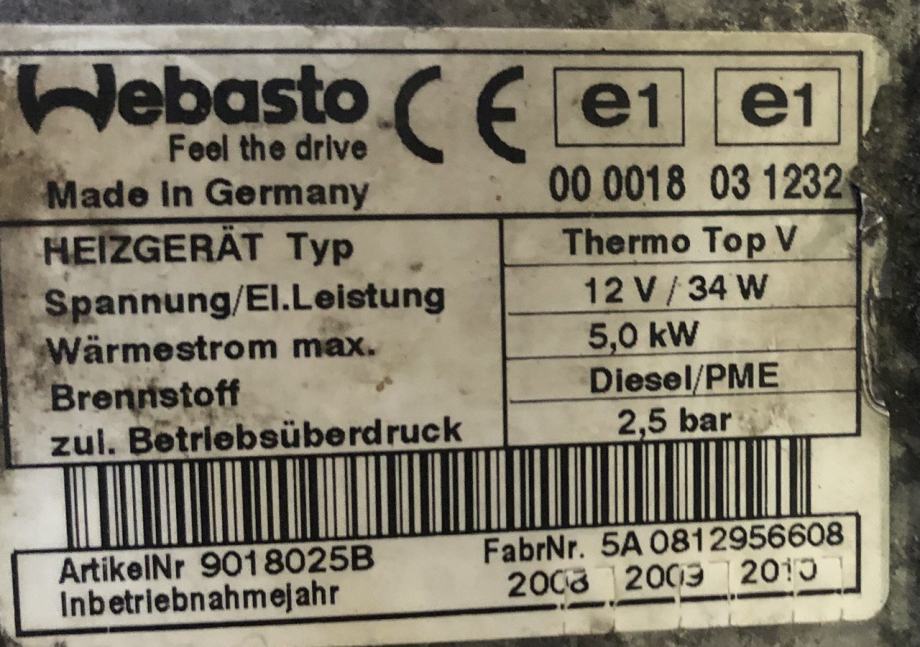 Webasto
Feel the drive
Made in Germany
CE e1 e1
00 0018 03 1232
HEIZGERÄT Typ Thermo Top V
Spannung/El.Leistung 12 V / 34 W
Wärmestrom max. 5,0 kW
Brennstoff Diesel/PME
zul. Betriebsüberdruck 2,5 bar
ArtikelNr 9018025B FabrNr. 5A 0812956608
Inbetriebnahmejahr 2008 2009 2010